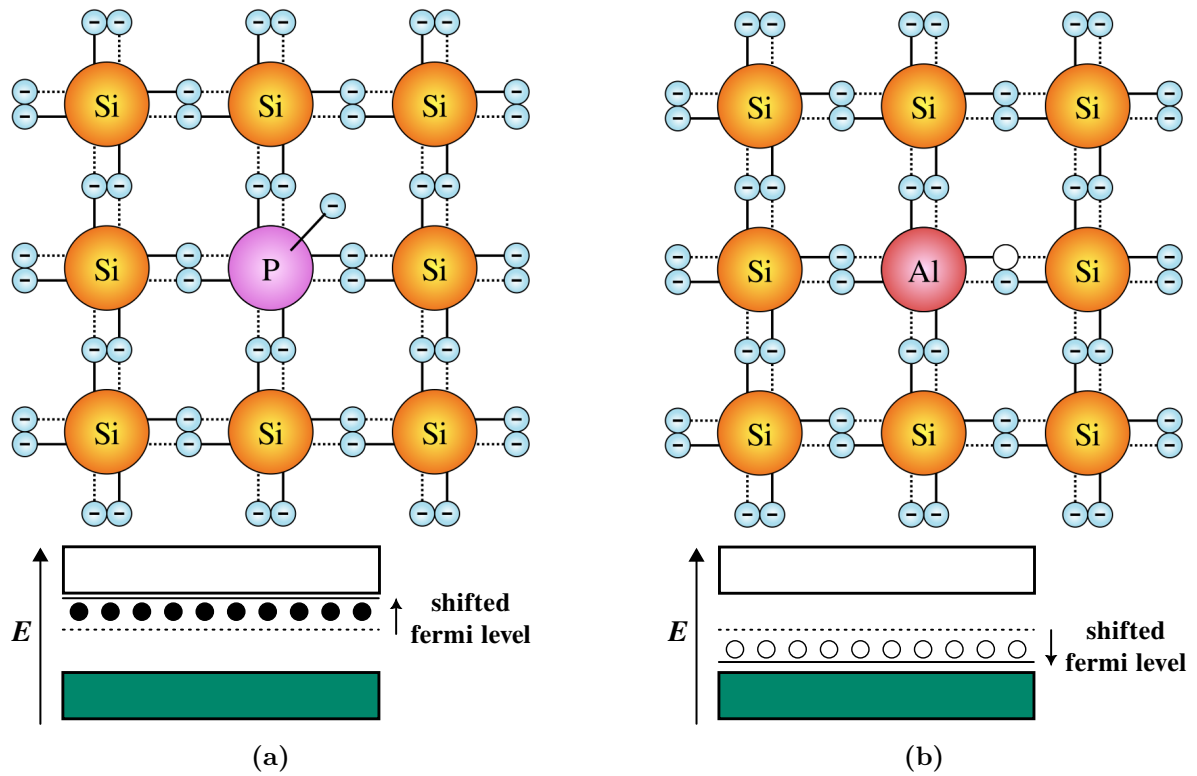 Si Si Si
Si P Si
Si Si Si
E
shifted
fermi level
(a)
Si Si Si
Si Al Si
Si Si Si
E
shifted
fermi level
(b)